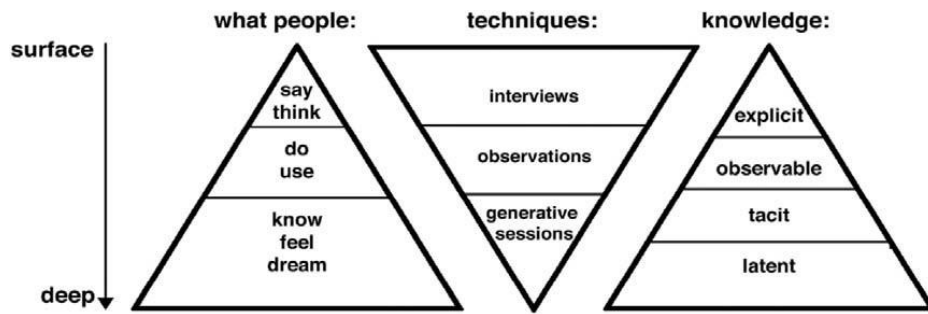 what people:
techniques:
knowledge:
surface
say
think
do
use
know
feel
dream
interviews
observations
generative
sessions
explicit
observable
tacit
latent
deep